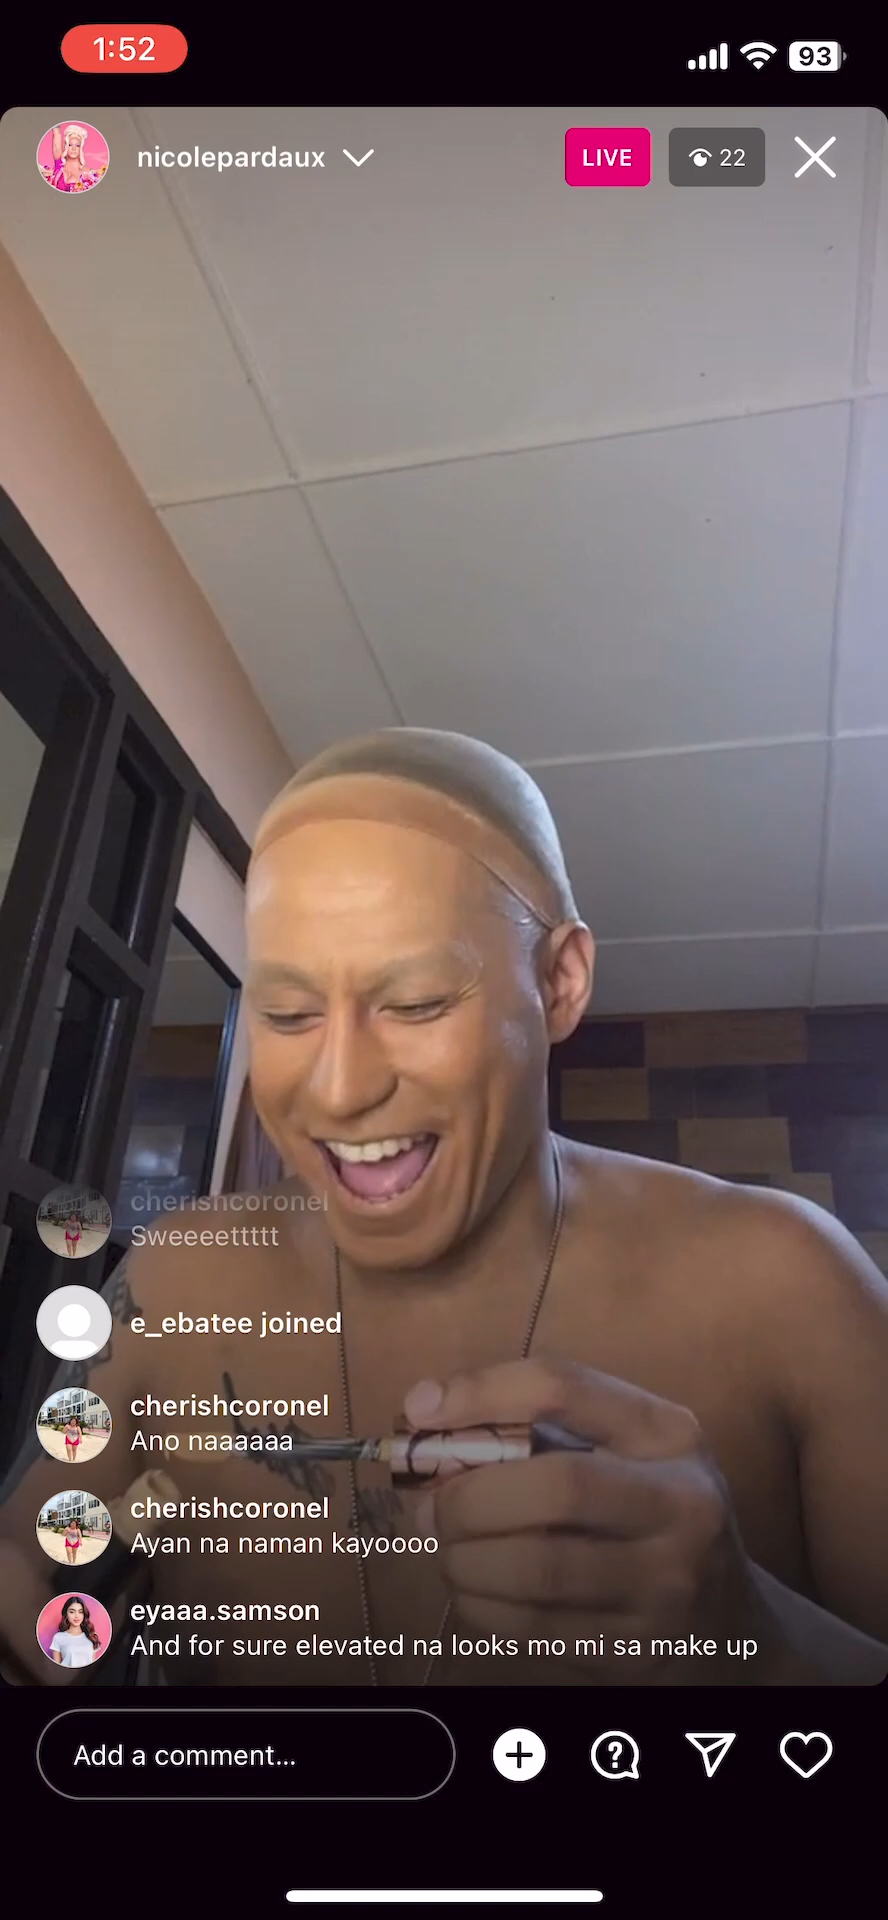 1:52
93
nicolepardaux
LIVE
22
cherishcoronel
Sweeeettttt
e_ebatee joined
cherishcoronel
Ano naaaaaa
cherishcoronel
Ayan na naman kayoooo
eyaaa.samson
And for sure elevated na looks mo mi sa make up
Add a comment...